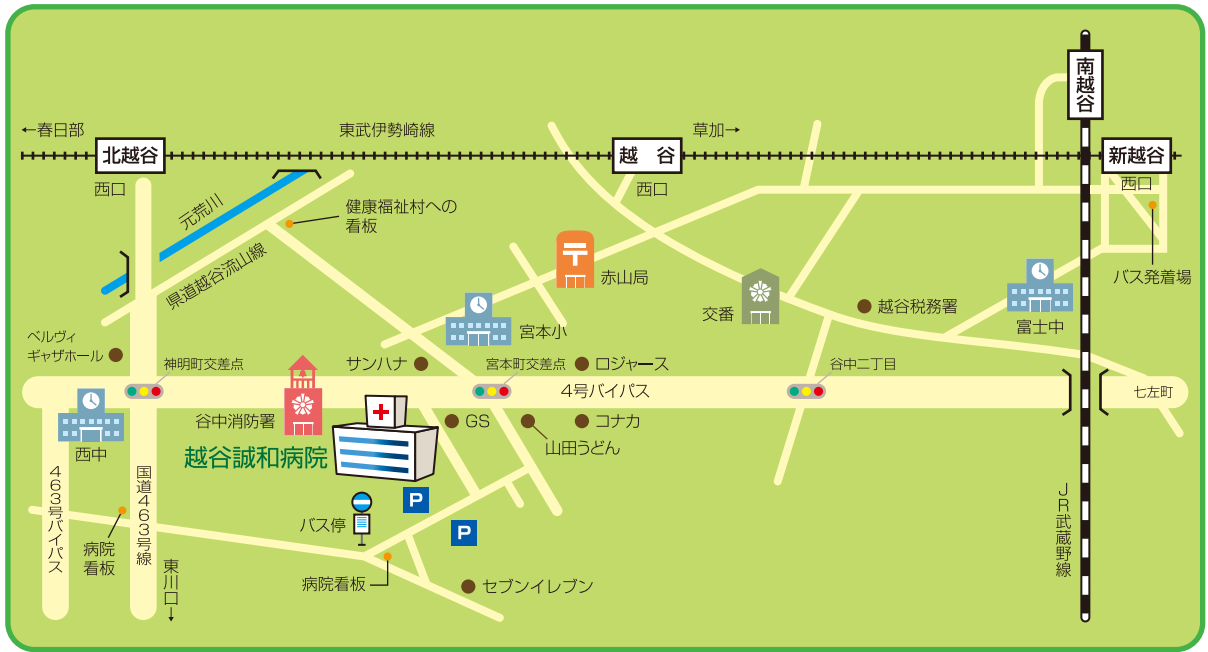 南越谷
←春日部
東武伊勢崎線
草加→
北越谷
越 谷
新越谷
西口
西口
西口
元荒川
健康福祉村への
看板
県道越谷流山線
赤山局
バス発着場
交番
越谷税務署
富士中
宮本小
ベルヴィ
ギャザホール
神明町交差点
サンハナ
宮本町交差点
ロジャース
谷中二丁目
4号バイパス
七左町
谷中消防署
GS
コナカ
西中
越谷誠和病院
山田うどん
463号バイパス
国道463号線
P
P
バス停
JR武蔵野線
病院
看板
東川口↓
病院看板
セブンイレブン